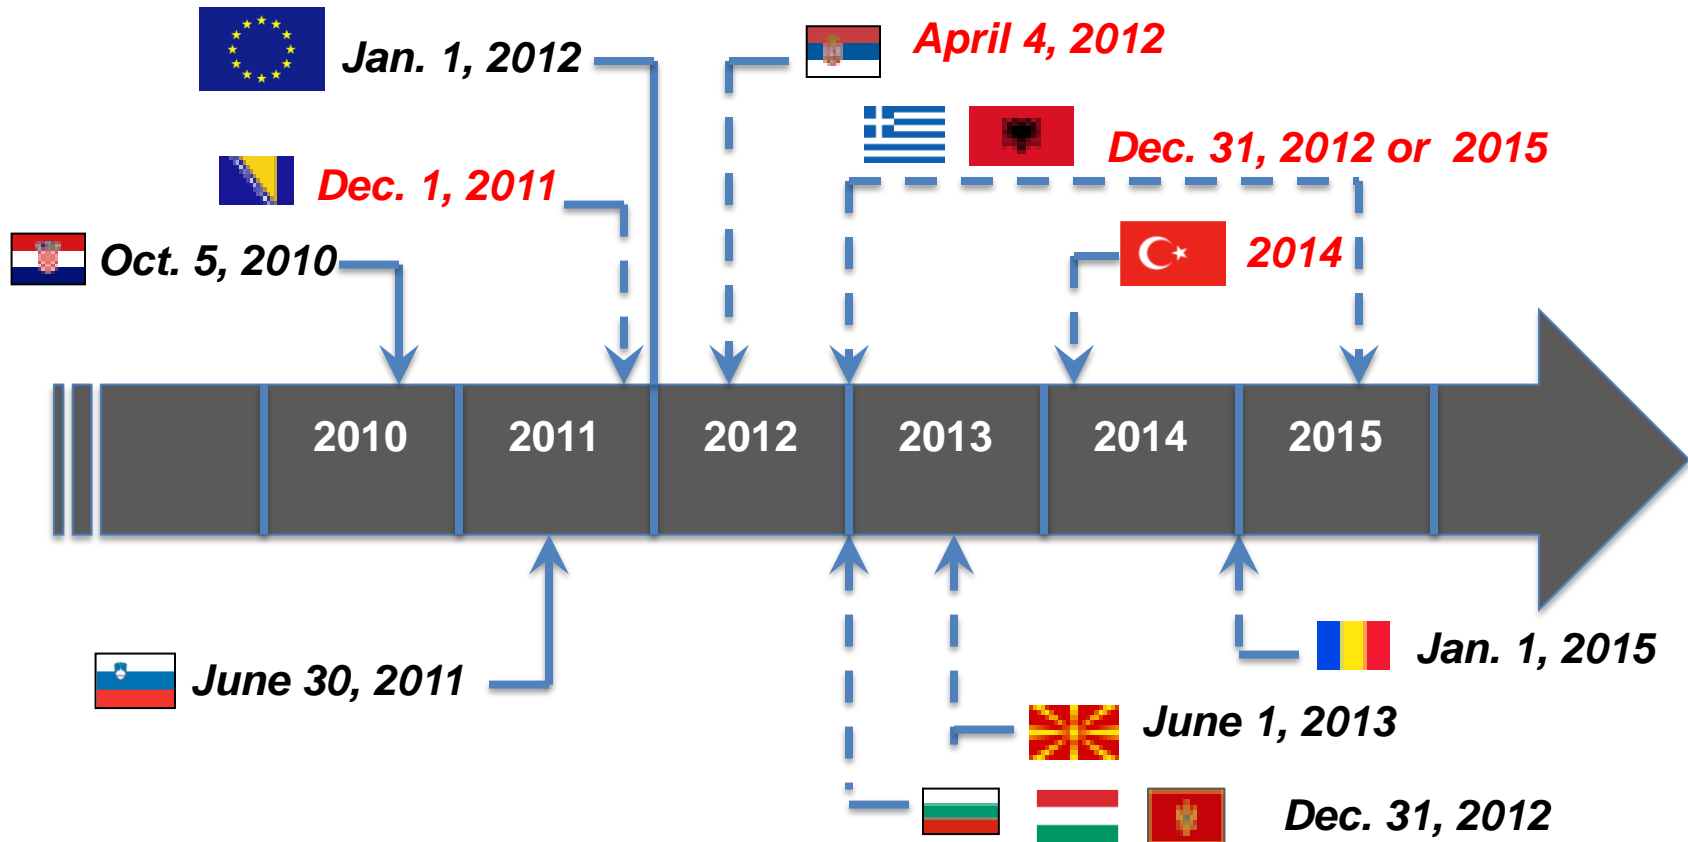 Jan. 1, 2012
April 4, 2012
Dec. 31, 2012 or 2015
Dec. 1, 2011
Oct. 5, 2010
2014
2010 2011 2012 2013 2014 2015
June 30, 2011
Jan. 1, 2015
June 1, 2013
Dec. 31, 2012